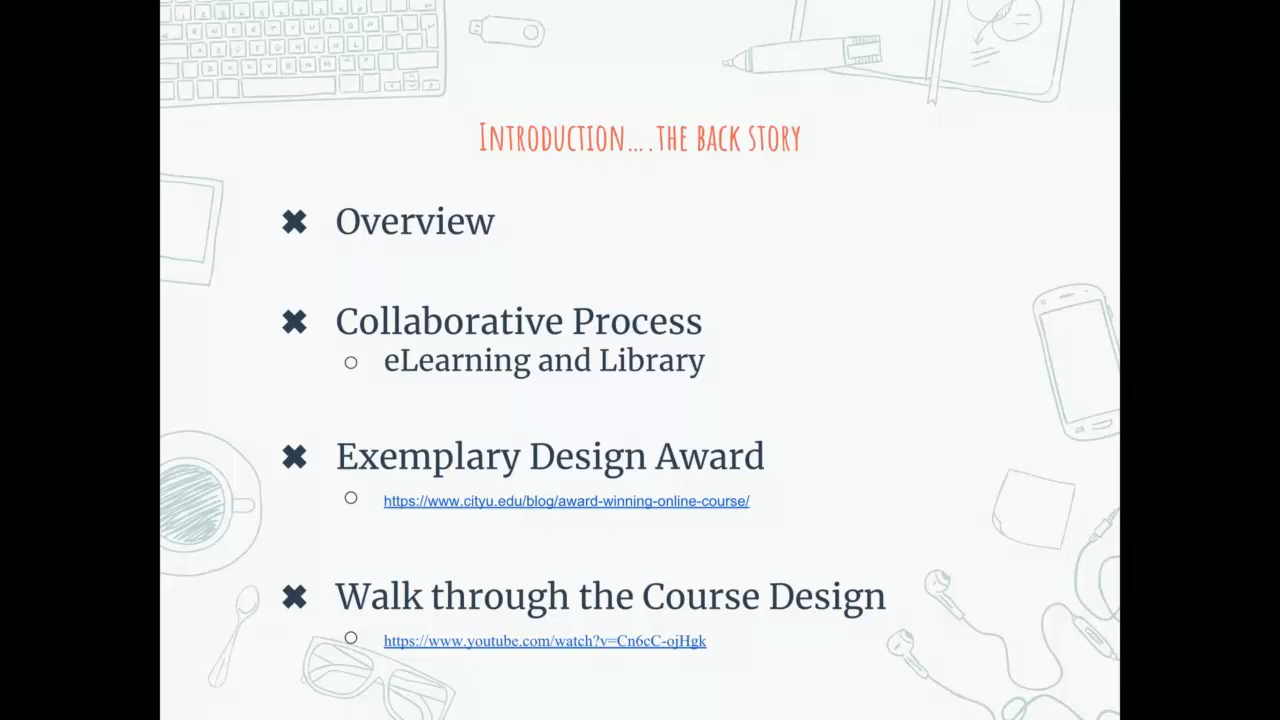 Introduction....the back story
✖ Overview
✖ Collaborative Process
○ eLearning and Library
✖ Exemplary Design Award
○ https://www.cityu.edu/blog/award-winning-online-course/
✖ Walk through the Course Design
○ https://www.youtube.com/watch?v=Cn6cC-ojHgk